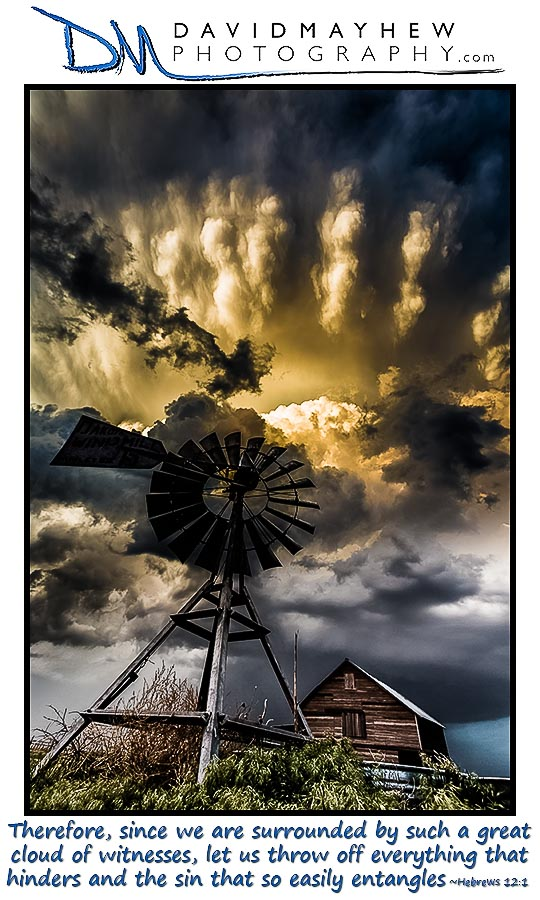 DM DAVIDMAYHEW
PHOTOGRAPHY.com
WINDMILL
Therefore, since we are surrounded by such a great
cloud of witnesses, let us throw off everything that
hinders and the sin that so easily entangles ~Hebrews 12:1